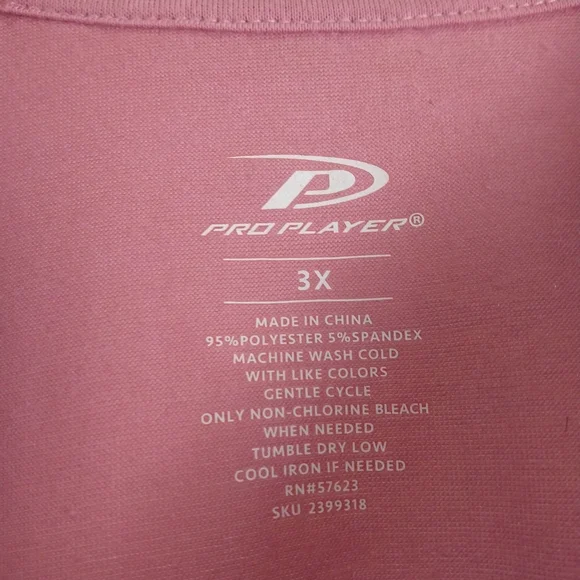 P
PRO PLAYER®
3X
MADE IN CHINA
95%POLYESTER 5%SPANDEX
MACHINE WASH COLD
WITH LIKE COLORS
GENTLE CYCLE
ONLY NON-CHLORINE BLEACH
WHEN NEEDED
TUMBLE DRY LOW
COOL IRON IF NEEDED
RN#57623
SKU 2399318